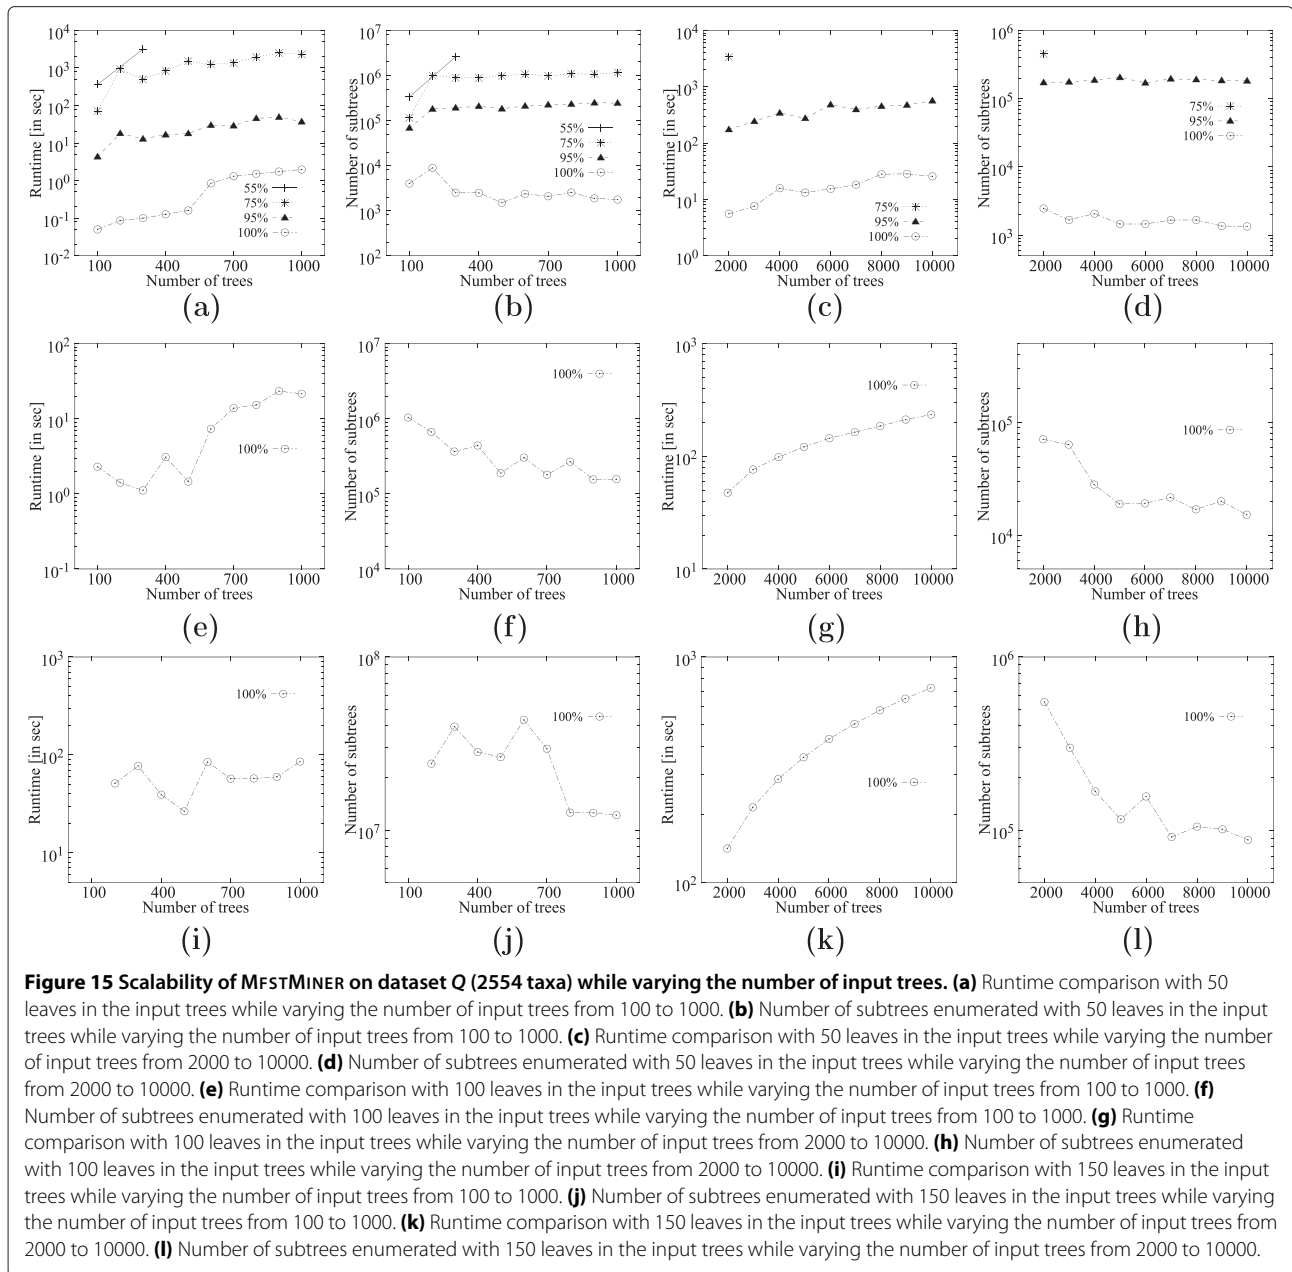 10^4
10^3
10^2
10^1
10^0
10^-1
10^-2
Runtime [in sec]
55%
75%
95%
100%
100 400 700 1000
Number of trees
(a)
10^7
10^6
10^5
10^4
10^3
10^2
Number of subtrees
55%
75%
95%
100%
100 400 700 1000
Number of trees
(b)
10^4
10^3
10^2
10^1
10^0
Runtime [in sec]
75%
95%
100%
2000 4000 6000 8000 10000
Number of trees
(c)
10^6
10^5
10^4
10^3
Number of subtrees
75%
95%
100%
2000 4000 6000 8000 10000
Number of trees
(d)
10^2
10^1
10^0
10^-1
Runtime [in sec]
100%
100 400 700 1000
Number of trees
(e)
10^7
10^6
10^5
10^4
Number of subtrees
100%
100 400 700 1000
Number of trees
(f)
10^3
10^2
10^1
Runtime [in sec]
100%
2000 4000 6000 8000 10000
Number of trees
(g)
10^5
10^4
Number of subtrees
100%
2000 4000 6000 8000 10000
Number of trees
(h)
10^3
10^2
10^1
Runtime [in sec]
100%
100 400 700 1000
Number of trees
(i)
10^8
10^7
Number of subtrees
100%
100 400 700 1000
Number of trees
(j)
10^3
10^2
Runtime [in sec]
100%
2000 4000 6000 8000 10000
Number of trees
(k)
10^6
10^5
Number of subtrees
100%
2000 4000 6000 8000 10000
Number of trees
(l)
Figure 15 Scalability of MFSTMINER on dataset Q (2554 taxa) while varying the number of input trees. (a) Runtime comparison with 50
leaves in the input trees while varying the number of input trees from 100 to 1000. (b) Number of subtrees enumerated with 50 leaves in the input
trees while varying the number of input trees from 100 to 1000. (c) Runtime comparison with 50 leaves in the input trees while varying the number
of input trees from 2000 to 10000. (d) Number of subtrees enumerated with 50 leaves in the input trees while varying the number of input trees
from 2000 to 10000. (e) Runtime comparison with 100 leaves in the input trees while varying the number of input trees from 100 to 1000. (f)
Number of subtrees enumerated with 100 leaves in the input trees while varying the number of input trees from 100 to 1000. (g) Runtime
comparison with 100 leaves in the input trees while varying the number of input trees from 2000 to 10000. (h) Number of subtrees enumerated
with 100 leaves in the input trees while varying the number of input trees from 2000 to 10000. (i) Runtime comparison with 150 leaves in the input
trees while varying the number of input trees from 100 to 1000. (j) Number of subtrees enumerated with 150 leaves in the input trees while varying
the number of input trees from 100 to 1000. (k) Runtime comparison with 150 leaves in the input trees while varying the number of input trees from
2000 to 10000. (l) Number of subtrees enumerated with 150 leaves in the input trees while varying the number of input trees from 2000 to 10000.